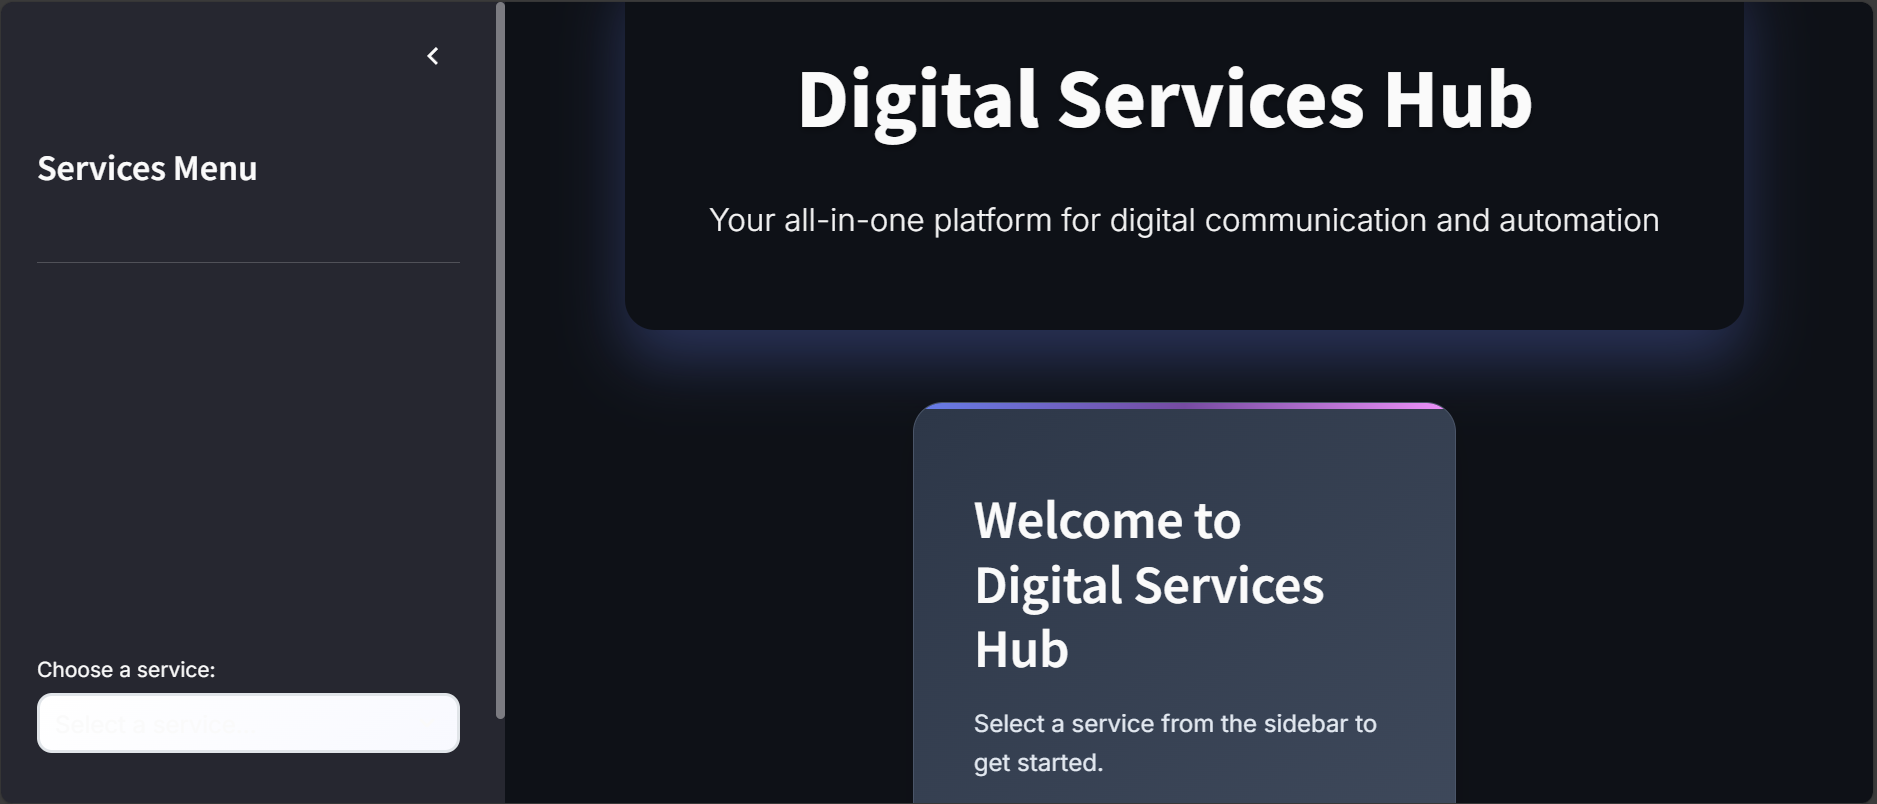 Services Menu
Choose a service:
Select a service
Digital Services Hub
Your all-in-one platform for digital communication and automation
Welcome to
Digital Services
Hub
Select a service from the sidebar to
get started.